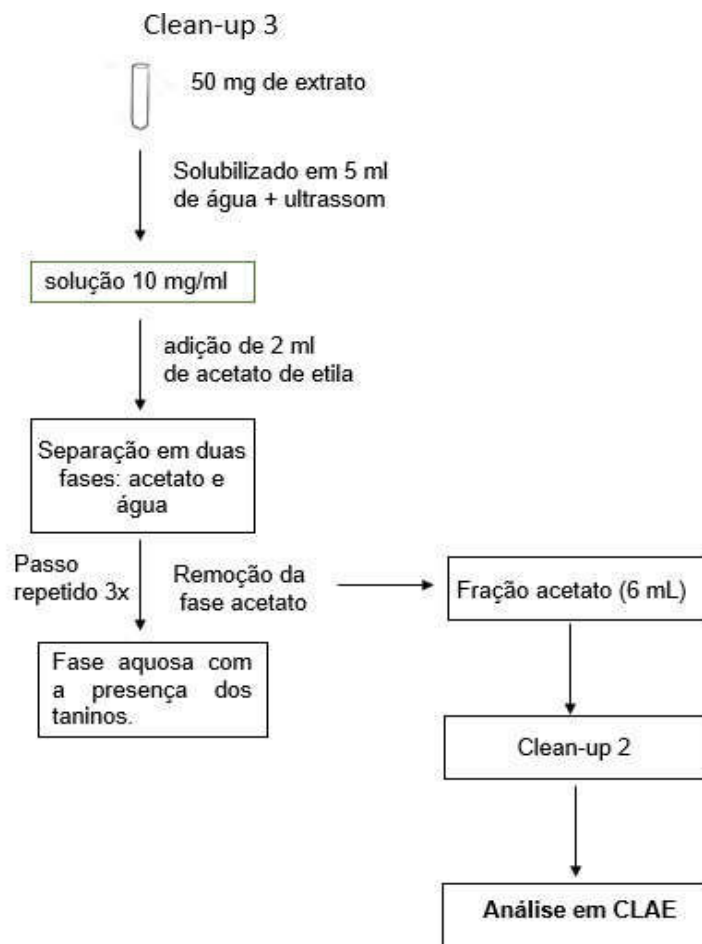 Clean-up 3
50 mg de extrato
Solubilizado em 5 ml
de água + ultrassom
solução 10 mg/ml
adição de 2 ml
de acetato de etila
Separação em duas
fases: acetato e
água
Passo
repetido 3x
Remoção da
fase acetato
Fração acetato (6 mL)
Fase aquosa com
a presença dos
taninos.
Clean-up 2
Análise em CLAE